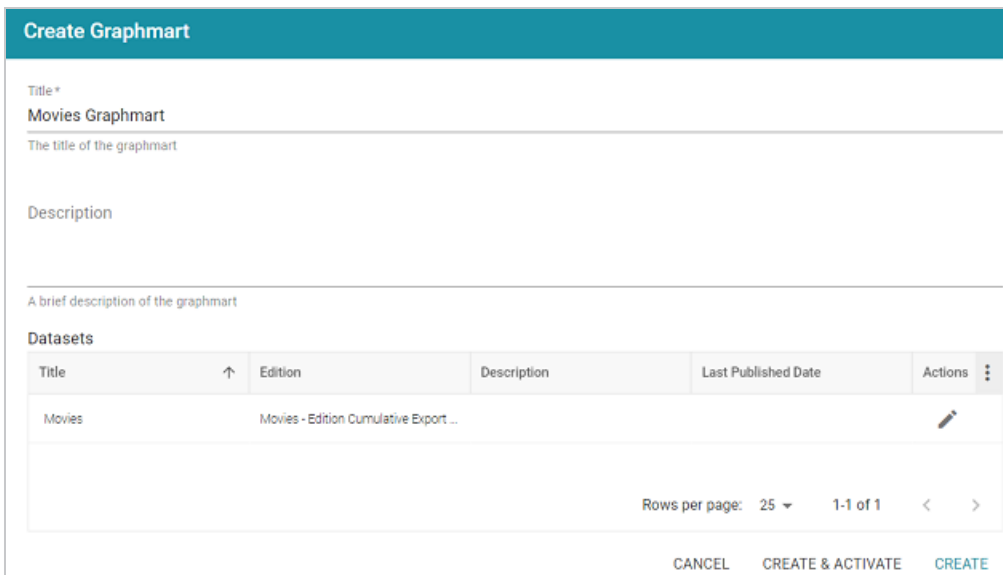 Create Graphmart
Title *
Movies Graphmart
The title of the graphmart
Description
A brief description of the graphmart
Datasets
Title Edition Description Last Published Date Actions
Movies Movies - Edition Cumulative Export ...
Rows per page: 25 1-1 of 1
CANCEL CREATE & ACTIVATE CREATE